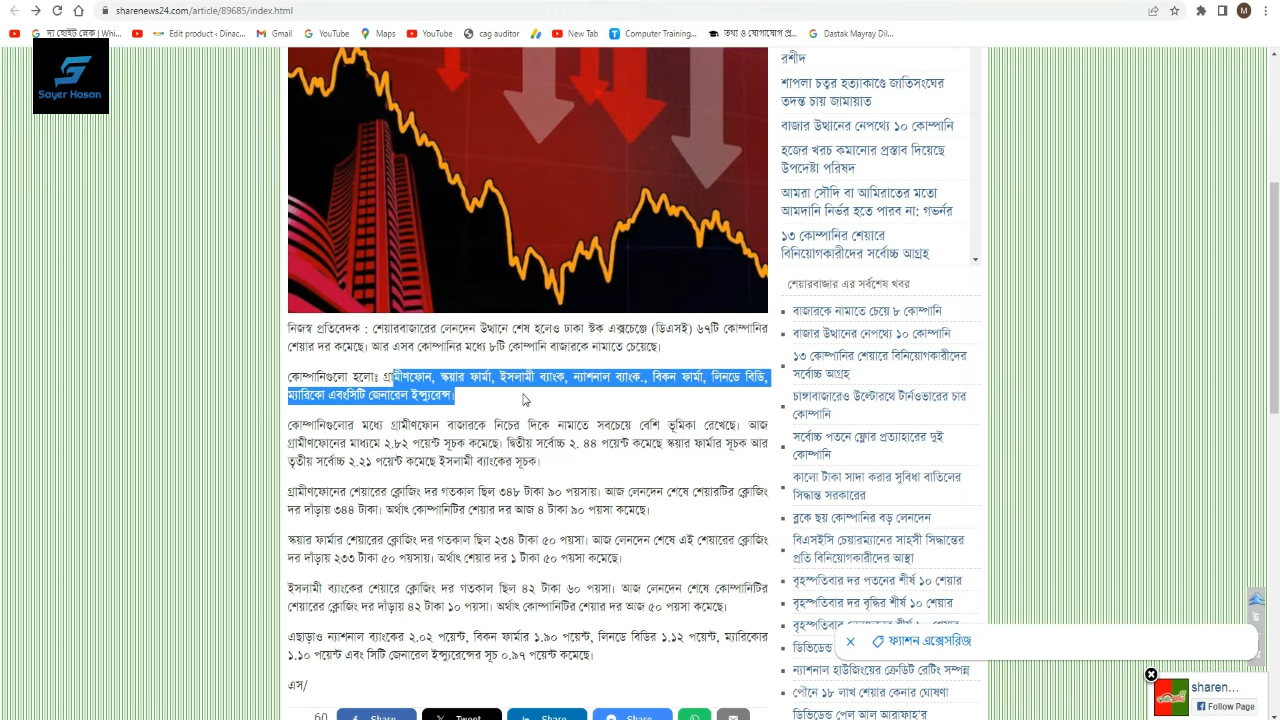 sharenews24.com/article/89685/index.html
M
দ্য হোয়াইট হ্যোক | Whi...
Edit product ‹ Dinac...
Gmail
YouTube
Maps
YouTube
cag auditor
New Tab
Computer Training...
তথ্য ও যোগাযোগ প্র...
Dastak Mayray Dil...
Sayer Hasan
রশীদ
শাপলা চত্বর হত্যাকাণ্ডে জাতিসংঘের
তদন্ত চায় জামায়াত
বাজার উত্থানের নেপথ্যে ১০ কোম্পানি
হজের খরচ কমানোর প্রস্তাব দিয়েছে
উপদেষ্টা পরিষদ
আমরা সৌদি বা আমিরাতের মতো
আমদানি নির্ভর হতে পারব না: গভর্নর
১৩ কোম্পানির শেয়ারে
বিনিয়োগকারীদের সর্বোচ্চ আগ্রহ
শেয়ারবাজার এর সর্বশেষ খবর
বাজারকে নামাতে চেয়ে ৮ কোম্পানি
বাজার উত্থানের নেপথ্যে ১০ কোম্পানি
১৩ কোম্পানির শেয়ারে বিনিয়োগকারীদের
সর্বোচ্চ আগ্রহ
চাঙ্গাবাজারেও উল্টোরথে টার্নওভারের চার
কোম্পানি
সর্বোচ্চ পতনে ফ্লোর প্রত্যাহারের দুই
কোম্পানি
কালো টাকা সাদা করার সুবিধা বাতিলের
সিদ্ধান্ত সরকারের
ব্লকে ছয় কোম্পানির বড় লেনদেন
বিএসইসি চেয়ারম্যানের সাহসী সিদ্ধান্তের
প্রতি বিনিয়োগকারীদের আস্থা
বৃহস্পতিবার দর পতনের শীর্ষ ১০ শেয়ার
বৃহস্পতিবার দর বৃদ্ধির শীর্ষ ১০ শেয়ার
বৃহস্পতিবার
ডিভিডেন্ড
ন্যাশনাল হাউজিংয়ের ক্রেডিট রেটিং সম্পন্ন
পৌনে ১৮ লাখ শেয়ার কেনার ঘোষণা
ডিভিডেন্ড পেল আল আরাফাহ'র
নিজস্ব প্রতিবেদক : শেয়ারবাজারের লেনদেন উত্থানে শেষ হলেও ঢাকা স্টক এক্সচেঞ্জে (ডিএসই) ৬৭টি কোম্পানির
শেয়ার দর কমেছে। আর এসব কোম্পানির মধ্যে ৮টি কোম্পানি বাজারকে নামাতে চেয়েছে।
কোম্পানিগুলো হলোঃ গ্রামীণফোন, স্কয়ার ফার্মা, ইসলামী ব্যাংক, ন্যাশনাল ব্যাংক., বিকন ফার্মা, লিনডে বিডি,
ম্যারিকো এবংসিটি জেনারেল ইন্স্যুরেন্স।
কোম্পানিগুলোর মধ্যে গ্রামীণফোন বাজারকে নিচের দিকে নামাতে সবচেয়ে বেশি ভূমিকা রেখেছে। আজ
গ্রামীণফোনের মাধ্যমে ২.৮২ পয়েন্ট সূচক কমেছে। দ্বিতীয় সর্বোচ্চ ২. ৪৪ পয়েন্ট কমেছে স্কয়ার ফার্মার সূচক আর
তৃতীয় সর্বোচ্চ ২.২১ পয়েন্ট কমেছে ইসলামী ব্যাংকের সূচক।
গ্রামীণফোনের শেয়ারের ক্লোজিং দর গতকাল ছিল ৩৪৮ টাকা ৯০ পয়সায়। আজ লেনদেন শেষে শেয়ারটির ক্লোজিং
দর দাঁড়ায় ৩৪৪ টাকা। অর্থাৎ কোম্পানিটির শেয়ার দর আজ ৪ টাকা ৯০ পয়সা কমেছে।
স্কয়ার ফার্মার শেয়ারের ক্লোজিং দর গতকাল ছিল ২৩৪ টাকা ৫০ পয়সা। আজ লেনদেন শেষে এই শেয়ারের ক্লোজিং
দর দাঁড়ায় ২৩৩ টাকা ৫০ পয়সায়। অর্থাৎ শেয়ার দর ১ টাকা ৫০ পয়সা কমেছে।
ইসলামী ব্যাংকের শেয়ারে ক্লোজিং দর গতকাল ছিল ৪২ টাকা ৬০ পয়সা। আজ লেনদেন শেষে কোম্পানিটির
শেয়ারের ক্লোজিং দর দাঁড়ায় ৪২ টাকা ১০ পয়সা। অর্থাৎ কোম্পানিটির শেয়ার দর আজ ৫০ পয়সা কমেছে।
এছাড়াও ন্যাশনাল ব্যাংকের ২.০২ পয়েন্ট, বিকন ফার্মার ১.৯০ পয়েন্ট, লিনডে বিডির ১.১২ পয়েন্ট, ম্যারিকোর
১.১০ পয়েন্ট এবং সিটি জেনারেল ইন্স্যুরেন্সের সূচ ০.৯৭ পয়েন্ট কমেছে।
এস/
60
Share
Tweet
Share
Share
ফ্যাশন এক্সেসরিজ
sharen...
Follow Page